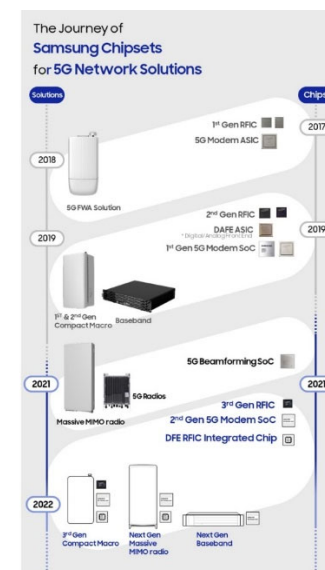 The Journey of
Samsung Chipsets
for 5G Network Solutions
Solutions
Chips
2017
1st Gen RFIC
5G Modem ASIC
2018
5G FWA Solution
2nd Gen RFIC
2019
DAFE ASIC
2019
* Digital Analog Front End
1st Gen 5G Modem SoC
1st & 2nd Gen
Compact Macro
Baseband
5G Beamforming SoC
2021
2021
5G Radios
3rd Gen RFIC
Massive MIMO radio
2nd Gen 5G Modem SoC
DFE RFIC Integrated Chip
2022
3rd Gen
Compact Macro
Next Gen
Massive
MIMO radio
Next Gen
Baseband